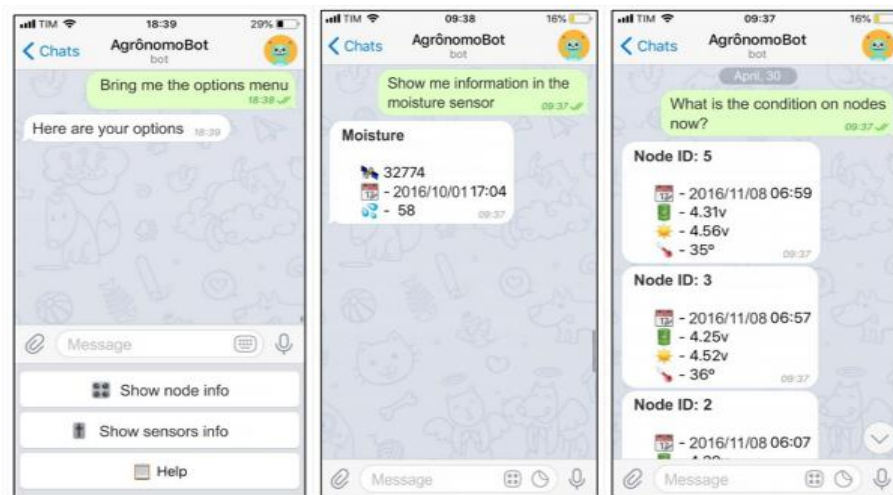 TIM 18:39 29%
Chats AgrônomoBot
bot
Bring me the options menu
18:38
Here are your options 18:39
Message
Show node info
Show sensors info
Help
TIM 09:38 16%
Chats AgrônomoBot
bot
Show me information in the
moisture sensor 09:37
Moisture
32774
- 2016/10/01 17:04
- 58 09:37
Message
TIM 09:37 16%
Chats AgrônomoBot
bot
April, 30
What is the condition on nodes
now? 09:37
Node ID: 5
- 2016/11/08 06:59
- 4.31v
- 4.56v
- 35º 09:37
Node ID: 3
- 2016/11/08 06:57
- 4.25v
- 4.52v
- 36º 09:37
Node ID: 2
- 2016/11/08 06:07
Message